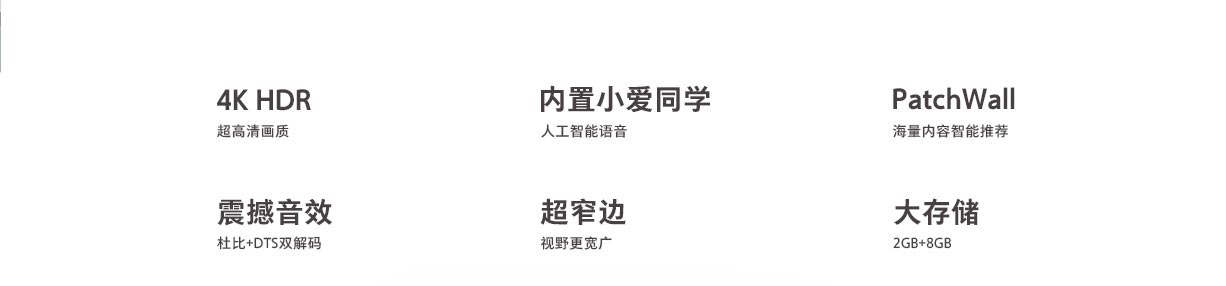 4K HDR
超高清画质
内置小爱同学
人工智能语音
PatchWall
海量内容智能推荐
震撼音效
杜比+DTS双解码
超窄边
视野更宽广
大存储
2GB+8GB